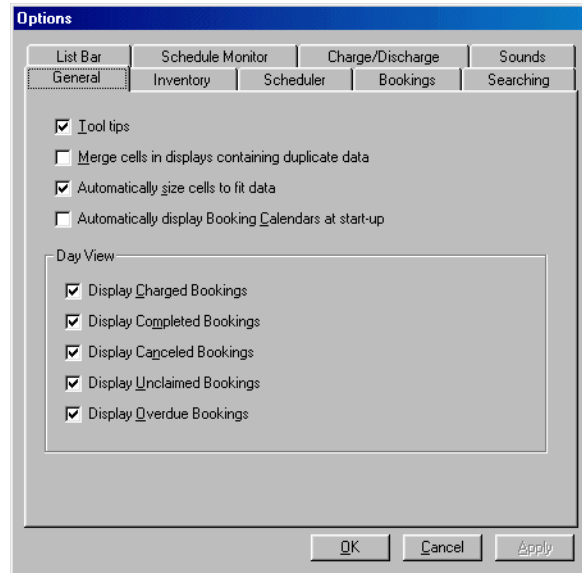 Options
List Bar Schedule Monitor Charge/Discharge Sounds
General Inventory Scheduler Bookings Searching
Tool tips
Merge cells in displays containing duplicate data
Automatically size cells to fit data
Automatically display Booking Calendars at start-up
Day View
Display Charged Bookings
Display Completed Bookings
Display Canceled Bookings
Display Unclaimed Bookings
Display Overdue Bookings
OK Cancel Apply